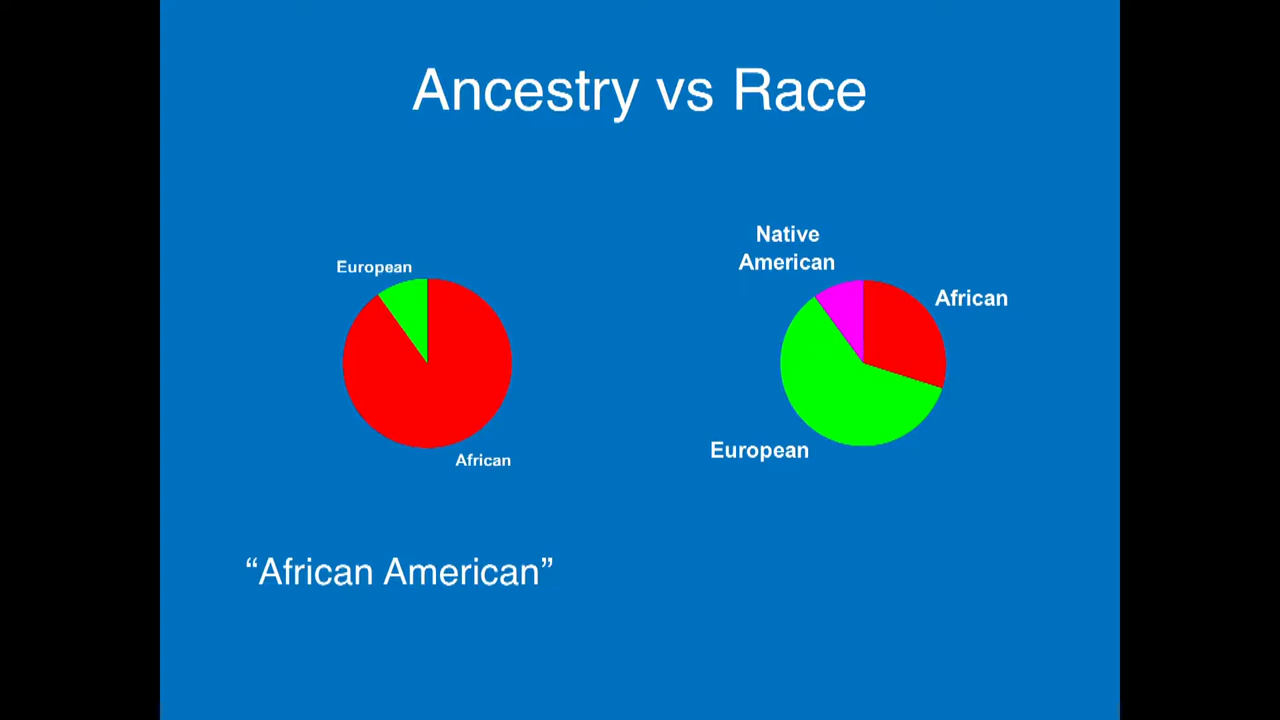 Ancestry vs Race
European
African
Native
American
African
European
“African American”